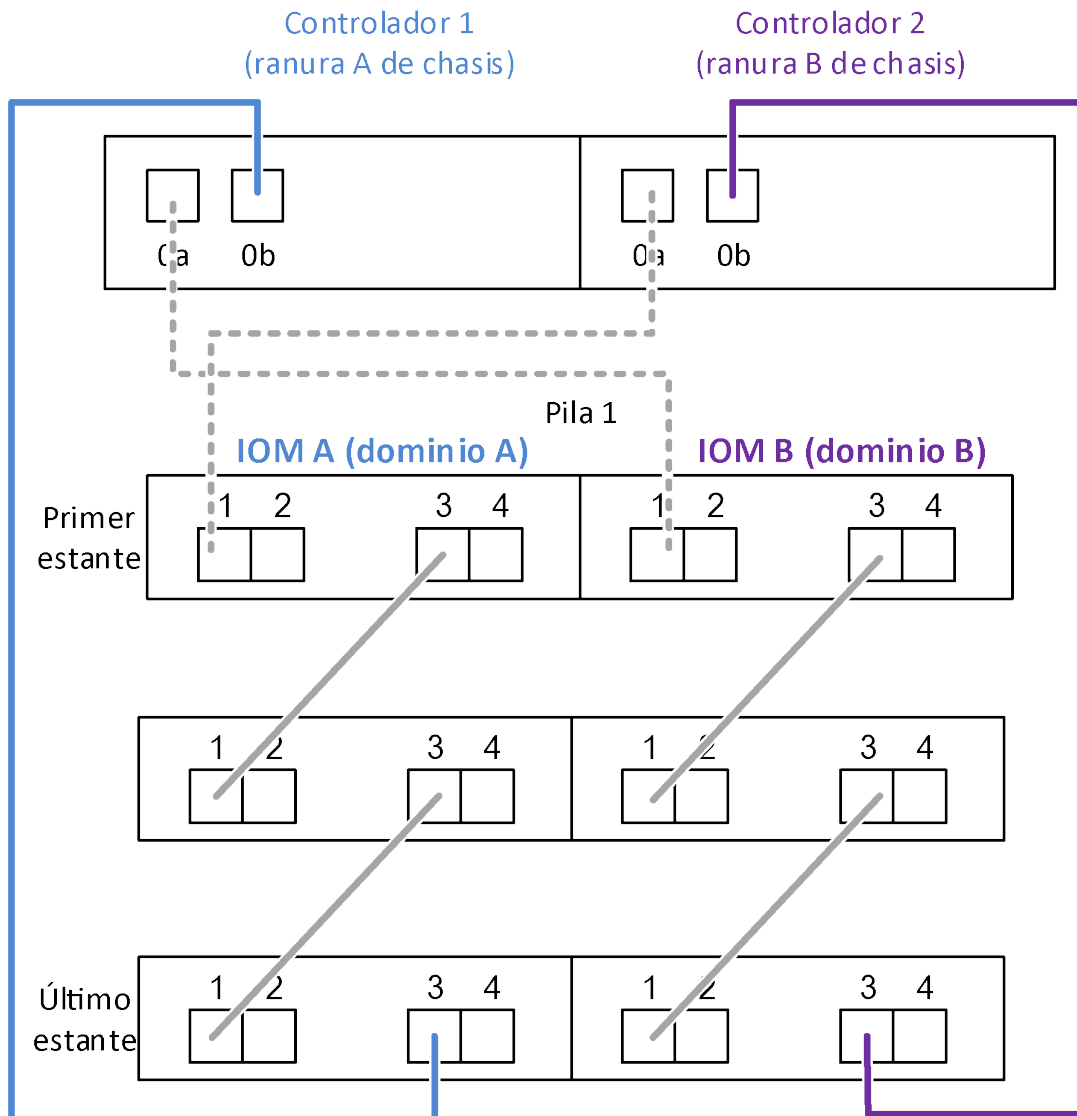 Controlador 1
(ranura A de chasis)
Controlador 2
(ranura B de chasis)
0a 0b
0a 0b
Pila 1
IOM A (dominio A)
IOM B (dominio B)
Primer
estante
1 2 3 4
1 2 3 4
1 2 3 4
1 2 3 4
Último
estante
1 2 3 4
1 2 3 4